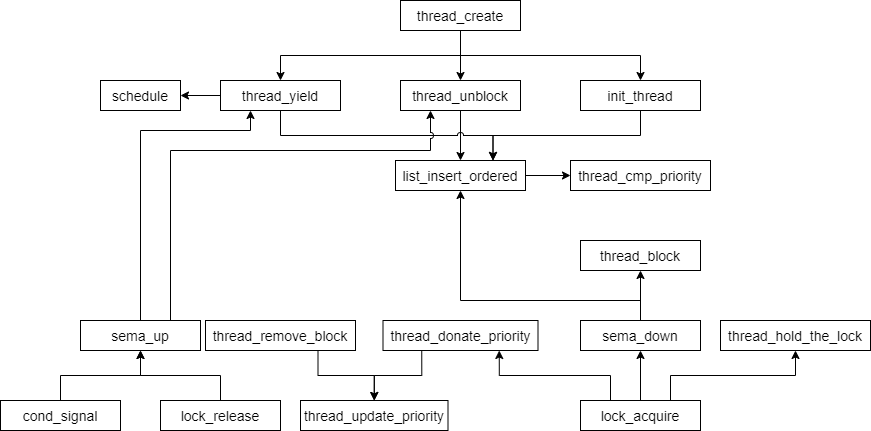 thread_create
schedule
thread_yield
thread_unblock
init_thread
list_insert_ordered
thread_cmp_priority
thread_block
sema_up
thread_remove_block
thread_donate_priority
sema_down
thread_hold_the_lock
cond_signal
lock_release
thread_update_priority
lock_acquire